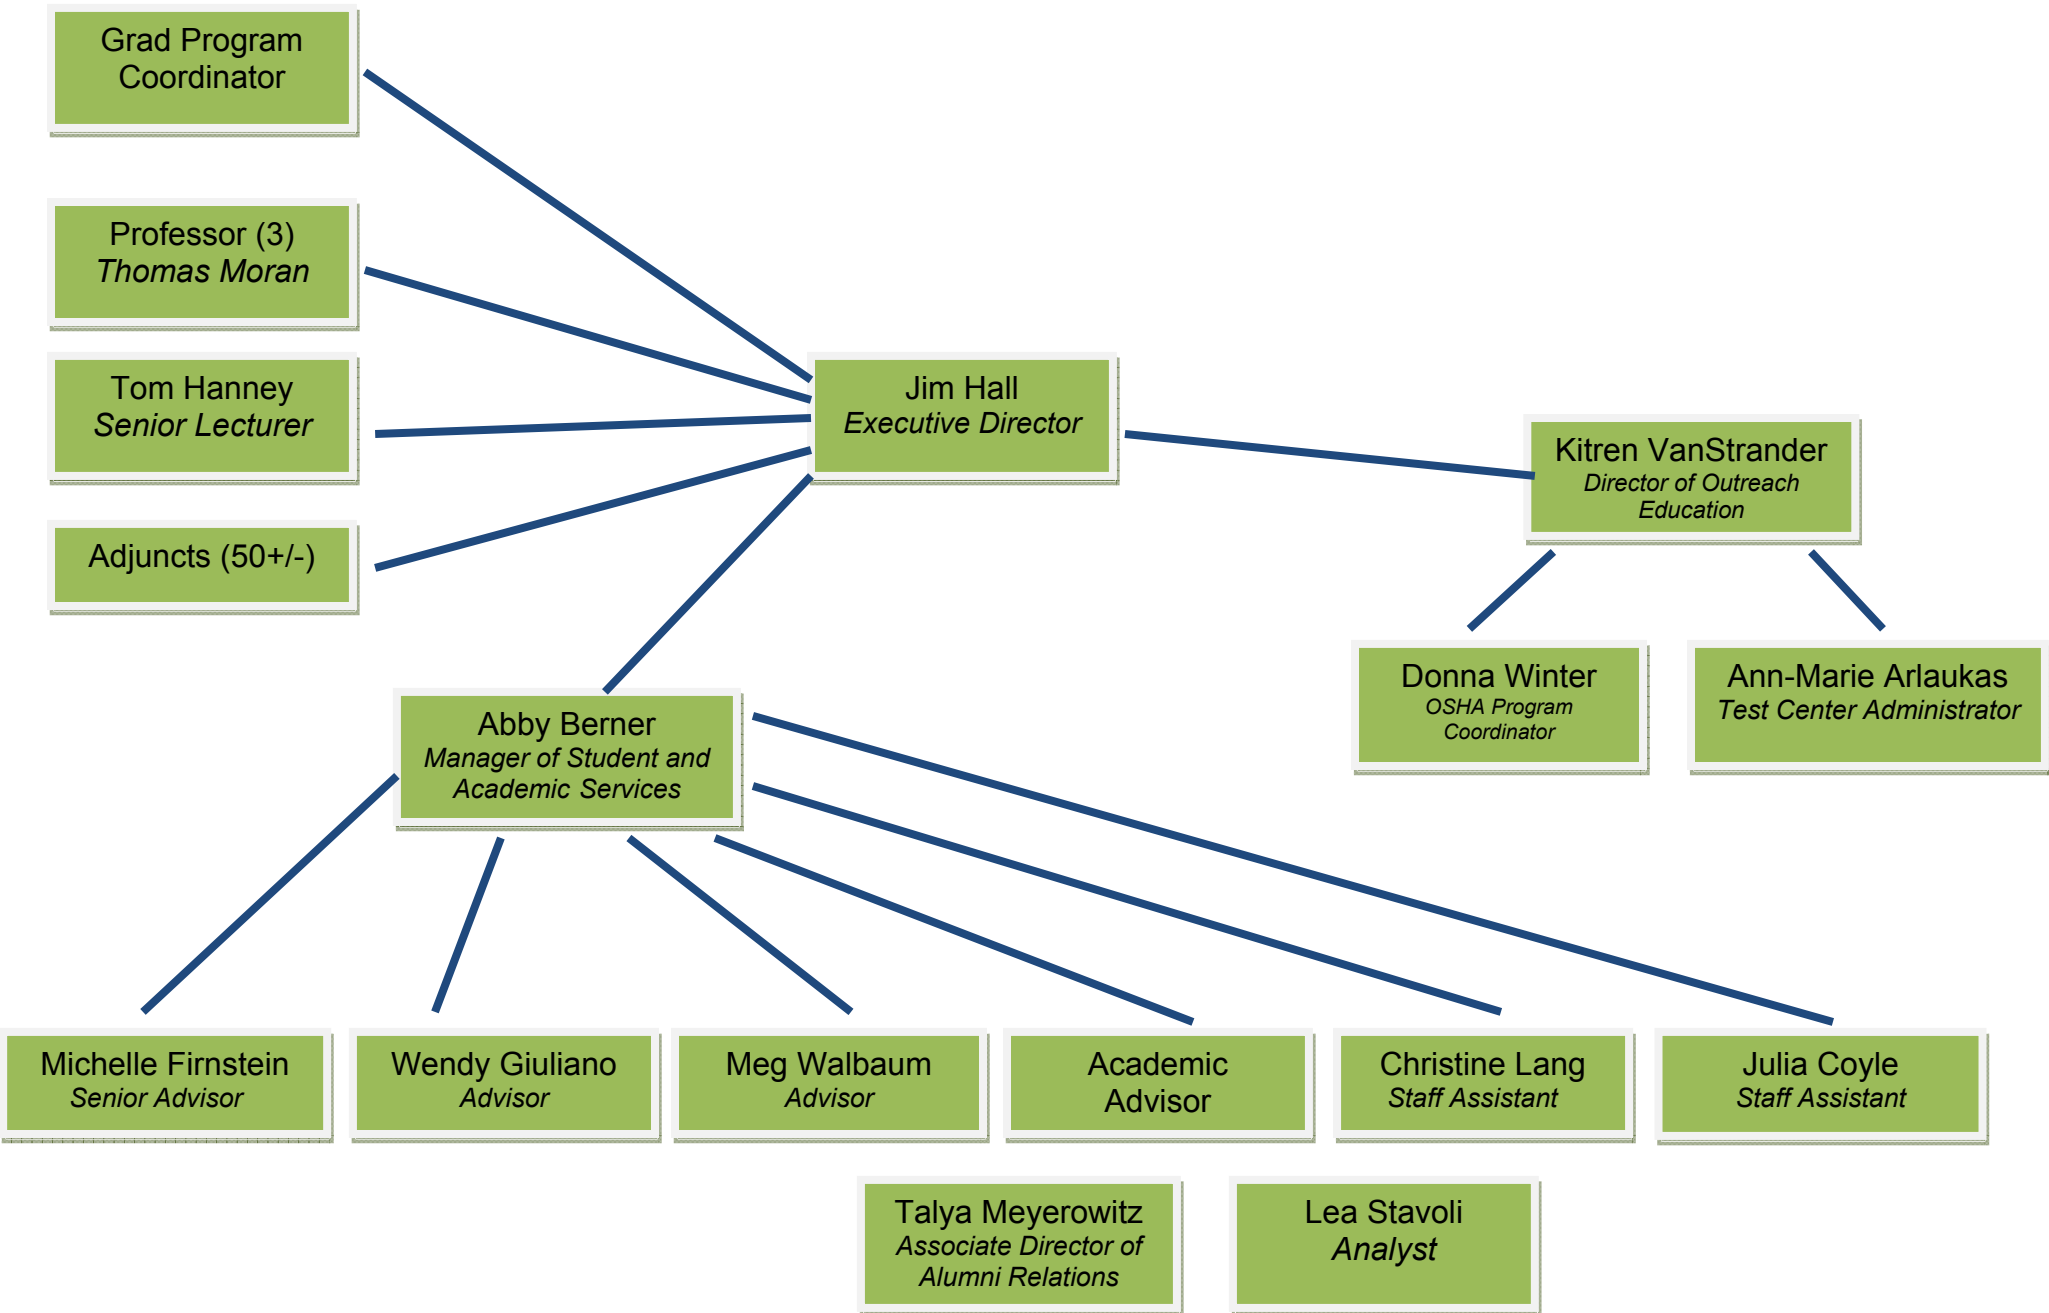 Grad Program
Coordinator
Professor (3)
Thomas Moran
Tom Hanney
Senior Lecturer
Adjuncts (50+/-)
Jim Hall
Executive Director
Kitren VanStrander
Director of Outreach
Education
Donna Winter
OSHA Program
Coordinator
Ann-Marie Arlaukas
Test Center Administrator
Abby Berner
Manager of Student and
Academic Services
Michelle Firnstein
Senior Advisor
Wendy Giuliano
Advisor
Meg Walbaum
Advisor
Academic
Advisor
Christine Lang
Staff Assistant
Julia Coyle
Staff Assistant
Talya Meyerowitz
Associate Director of
Alumni Relations
Lea Stavoli
Analyst